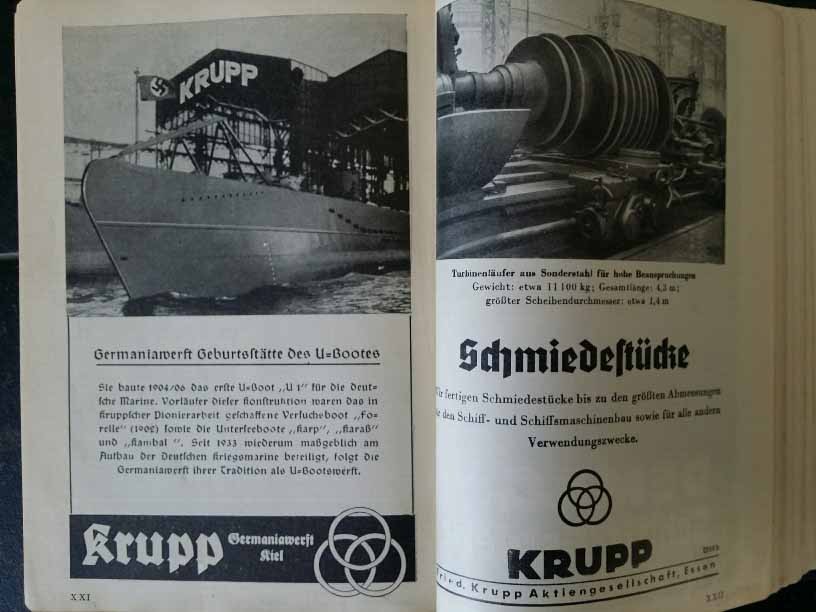 KRUPP
Germaniawerft Geburtsstätte des U=Bootes
Sie baute 1904/06 das erste U=Boot „U 1" für die Deut-
sche Marine. Vorläufer dieser Konstruktion waren das in
Kruppscher Pionierarbeit geschaffene Versuchsboot „Fo-
relle" (1902) sowie die Unterseeboote „Karp", „Karaß"
und „Kambal ". Seit 1933 wiederum maßgeblich am
Aufbau der Deutschen Kriegsmarine beteiligt, folgt die
Germaniawerft ihrer Tradition als U=Bootswerft.
Krupp Germaniawerft
Kiel
XXI
Turbinenläufer aus Sonderstahl für hohe Beanspruchungen
Gewicht: etwa 11 100 kg; Gesamtlänge: 4,3 m;
größter Scheibendurchmesser: etwa 1,4 m
Schmiedestücke
ir fertigen Schmiedestücke bis zu den größten Abmessungen
den Schiff- und Schiffsmaschinenbau sowie für alle andern
Verwendungszwecke.
KRUPP
fried. Krupp Aktiengesellschaft, Essen
XXII